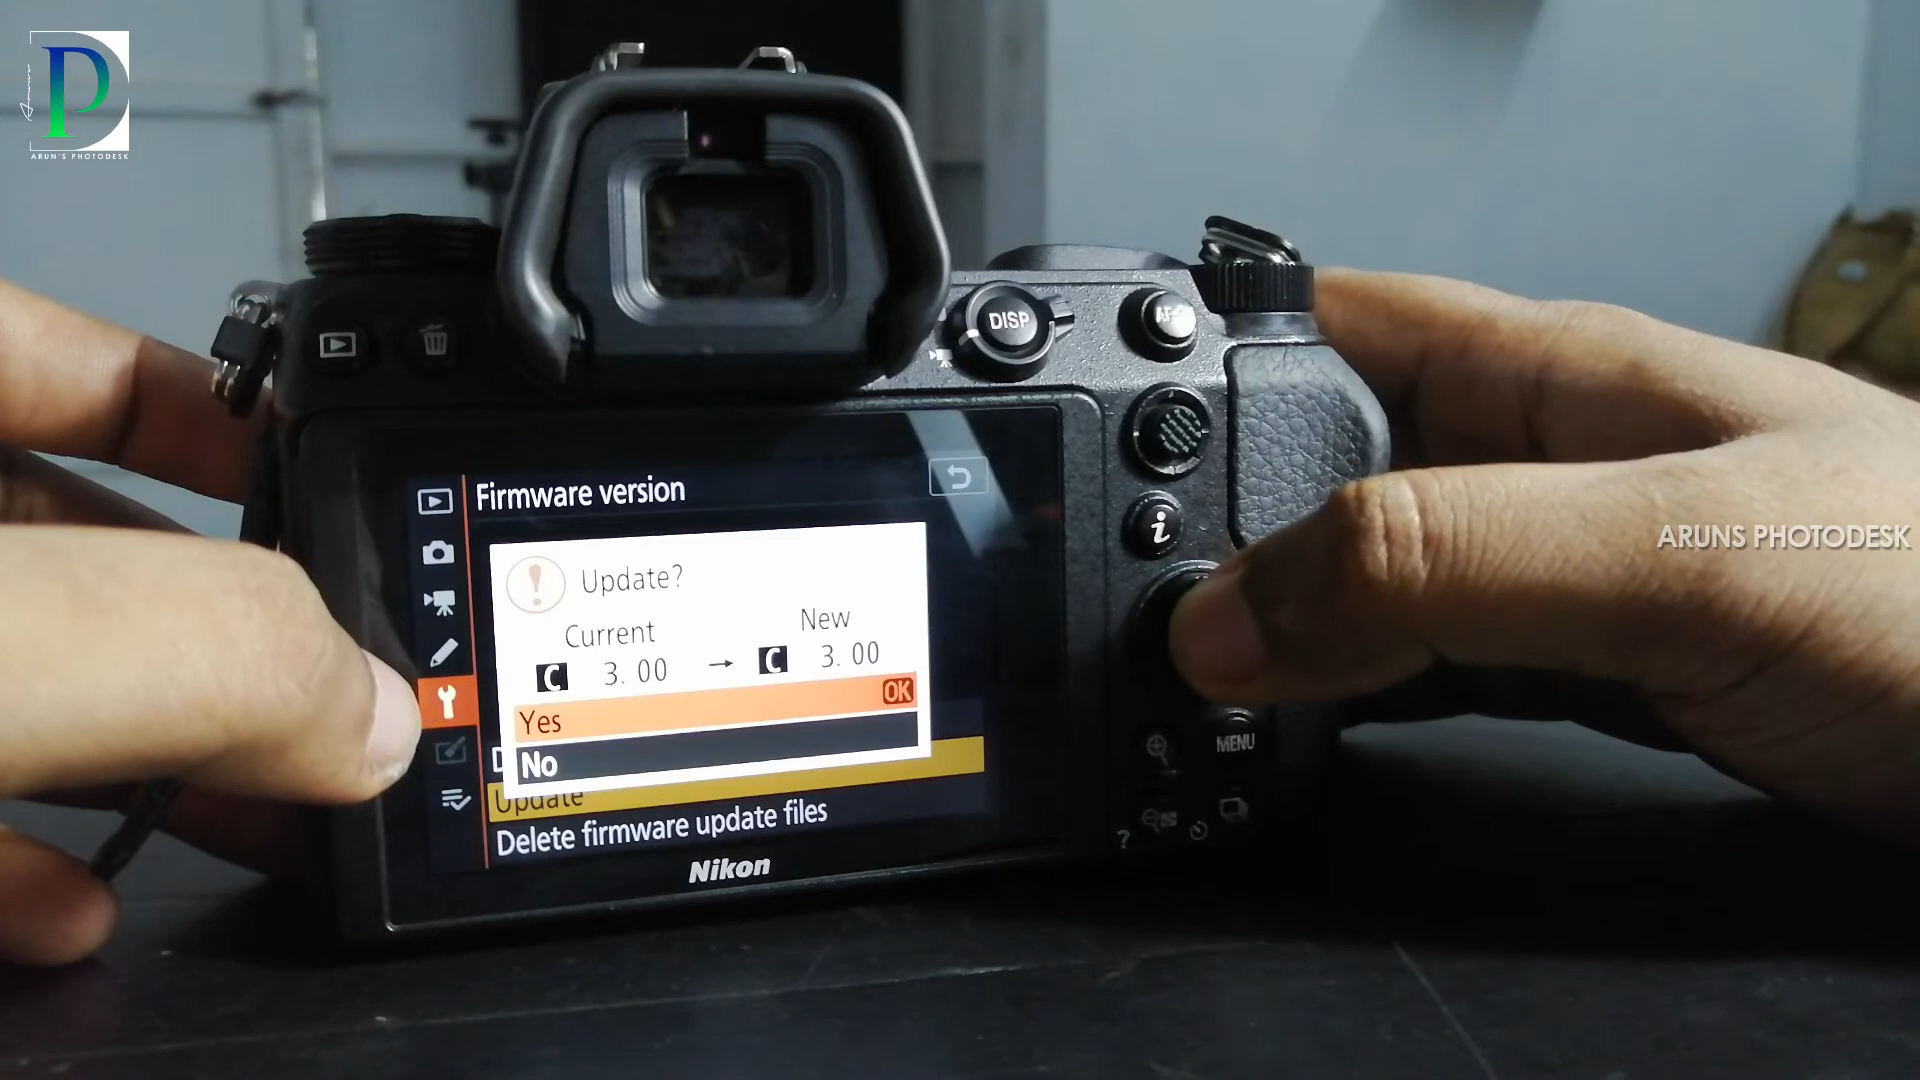 P
ARUN'S PHOTODESK
DISP
AF-
Firmware version
i
ARUNS PHOTODESK
Update?
Current
New
C 3.00 → C 3.00
Yes OK
No
Update
Delete firmware update files
MENU
?
Nikon